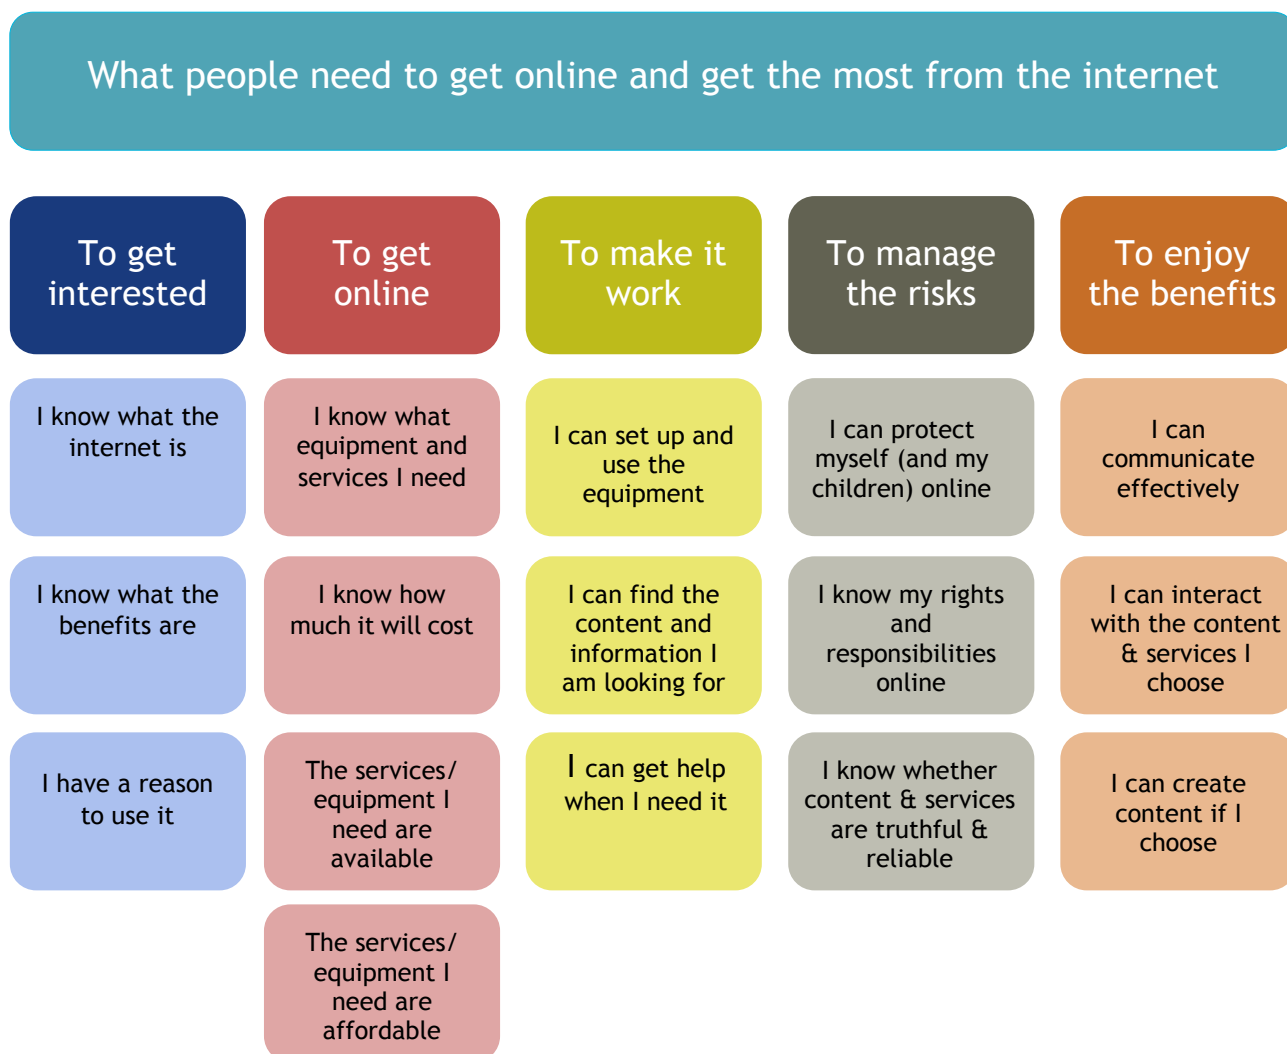 What people need to get online and get the most from the internet
To get
interested
I know what the
internet is
I know what the
benefits are
I have a reason
to use it
To get
online
I know what
equipment and
services I need
I know how
much it will cost
The services/
equipment I
need are
available
The services/
equipment I
need are
affordable
To make it
work
I can set up and
use the
equipment
I can find the
content and
information I
am looking for
I can get help
when I need it
To manage
the risks
I can protect
myself (and my
children) online
I know my rights
and
responsibilities
online
I know whether
content & services
are truthful &
reliable
To enjoy
the benefits
I can
communicate
effectively
I can interact
with the content
& services I
choose
I can create
content if I
choose